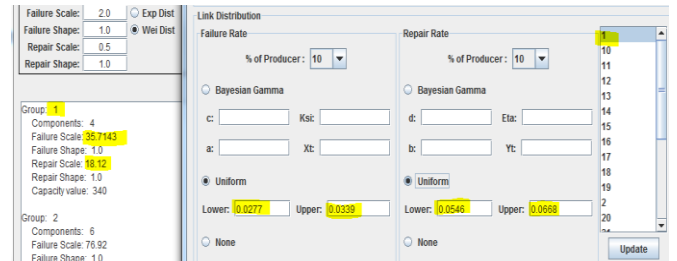 Failure Scale: 2.0 Exp Dist
Failure Shape: 1.0 Wei Dist
Repair Scale: 0.5
Repair Shape: 1.0
Group: 1
Components: 4
Failure Scale: 35.7143
Failure Shape: 1.0
Repair Scale: 18.12
Repair Shape: 1.0
Capacity value: 340
Group: 2
Components: 6
Failure Scale: 76.92
Failure Shape: 1.0
Link Distribution
Failure Rate
% of Producer: 10
Bayesian Gamma
c: Ksi:
a: Xt:
Uniform
Lower: 0.0277 Upper: 0.0339
None
Repair Rate
% of Producer: 10
Bayesian Gamma
d: Eta:
b: Yt:
Uniform
Lower: 0.0546 Upper: 0.0668
None
1
10
11
12
13
14
15
16
17
18
19
2
20
Update